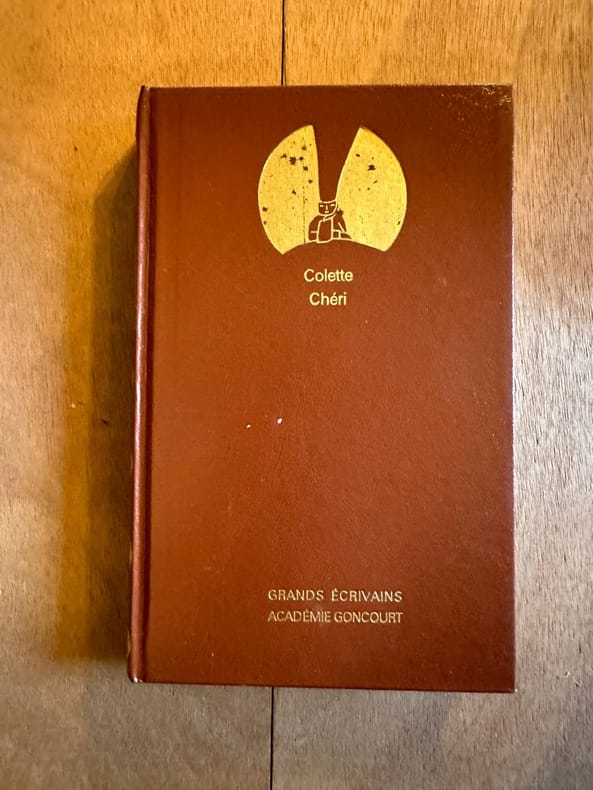 Colette
Chéri
GRANDS ÉCRIVAINS
ACADÉMIE GONCOURT